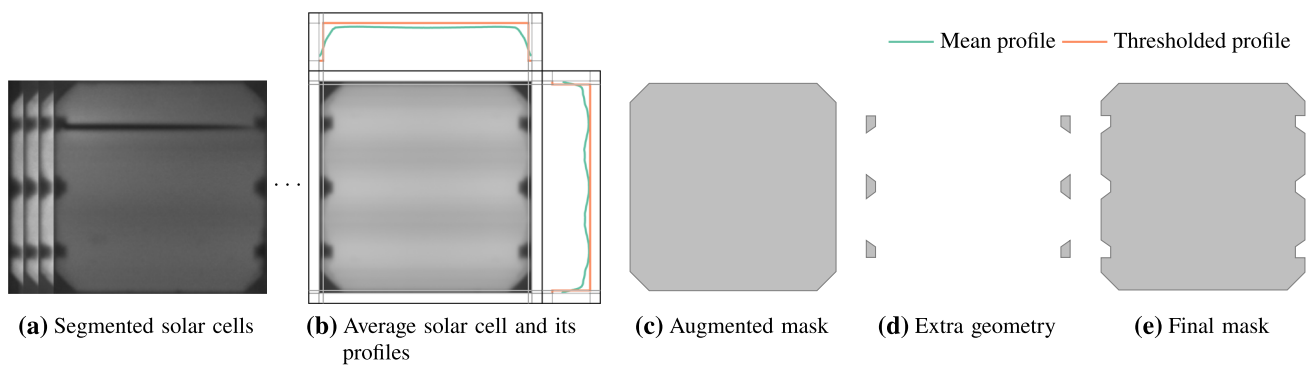 Mean profile Thresholded profile
...
(a) Segmented solar cells
(b) Average solar cell and its
profiles
(c) Augmented mask
(d) Extra geometry
(e) Final mask